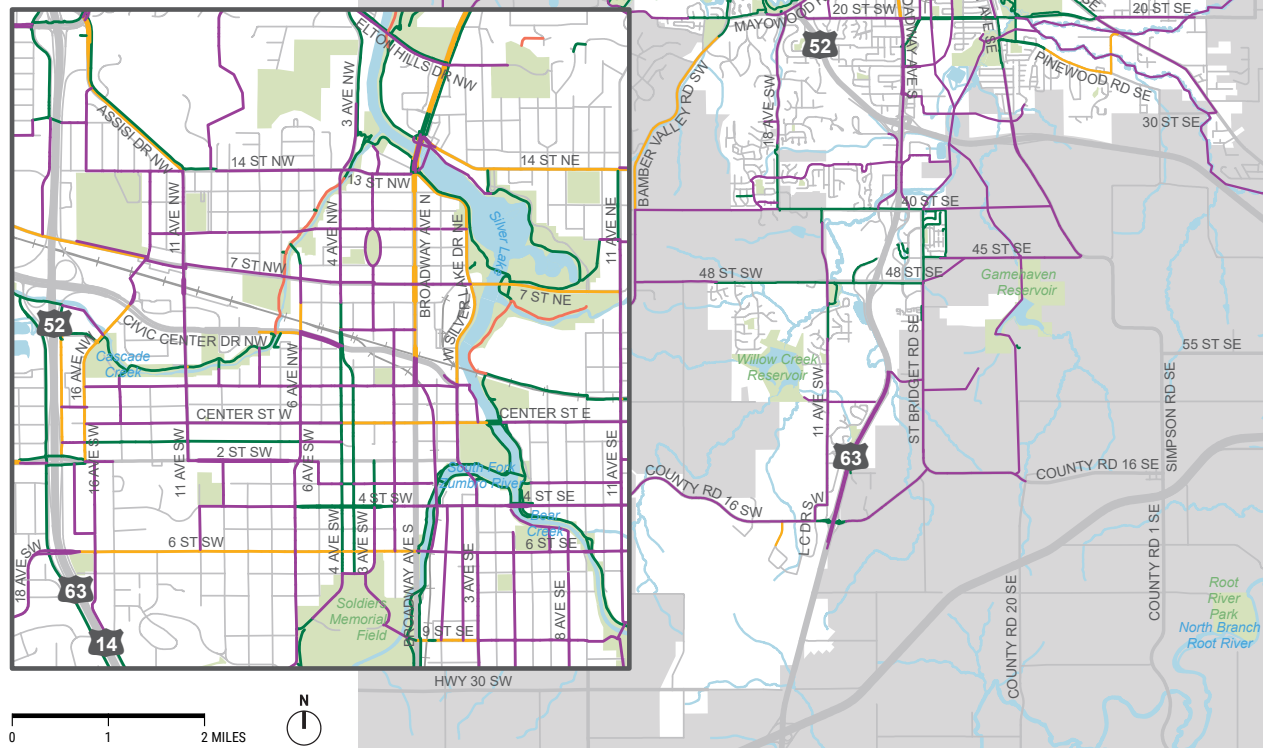 ELTON HILLS DR NW
3 AVE NW
ASSISI DR NW
14 ST NW
14 ST NE
13 ST NW
11 AVE NW
4 AVE NW
BROADWAY AVE N
W SILVER LAKE DR NE
Silver Lake
11 AVE NE
7 ST NW
7 ST NE
52
CIVIC CENTER DR NW
16 AVE NW
Cascade
Creek
6 AVE NW
CENTER ST W
CENTER ST E
16 AVE SW
11 AVE SW
2 ST SW
6 AVE SW
South Fork
Zumbro River
11 AVE SE
4 ST SW
4 ST SE
Bear
Creek
4 AVE SW
3 AVE SW
BROADWAY AVE S
6 ST SW
6 ST SE
18 AVE SW
3 AVE SE
8 AVE SE
63
Soldiers
Memorial
Field
9 ST SE
14
MAYOWOOD R
20 ST SW
20 ST SE
52
ADWAY AVE S
AVE SE
SE
PINEWOOD RD SE
BAMBER VALLEY RD SW
18 AVE SW
30 ST SE
40 ST SE
45 ST SE
48 ST SW
48 ST SE
Gamehaven
Reservoir
55 ST SE
Willow Creek
Reservoir
11 AVE SW
ST BRIDGET RD SE
SIMPSON RD SE
63
COUNTY RD 16 SW
COUNTY RD 16 SE
L C DR SW
COUNTY RD 1 SE
COUNTY RD 20 SE
Root
River
Park
North Branch
Root River
HWY 30 SW
N
0 1 2 MILES